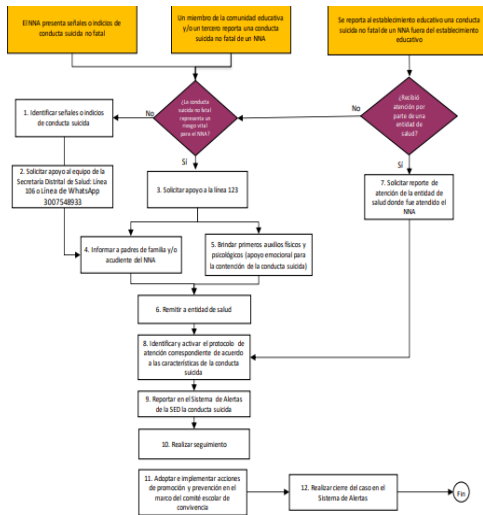 El NNA presenta señales o indicios de
conducta suicida no fatal
Un miembro de la comunidad educativa
y/o un tercero reporta una conducta
suicida no fatal de un NNA
Se reporta al establecimiento educativo una conducta
suicida no fatal de un NNA fuera del establecimiento
educativo
¿La conducta
suicida no fatal
representa un
riesgo vital
para el NNA?
No
Sí
¿Recibió
atención por
parte de una
entidad de
salud?
No
Sí
1. Identificar señales o indicios
de conducta suicida
2. Solicitar apoyo al equipo de la
Secretaría Distrital de Salud: Línea
106 o Línea de WhatsApp
3007548933
3. Solicitar apoyo a la línea 123
7. Solicitar reporte de
atención de la entidad de
salud donde fue atendido el
NNA
4. Informar a padres de familia y/o
acudiente del NNA
5. Brindar primeros auxilios físicos y
psicológicos (apoyo emocional para
la contención de la conducta suicida)
6. Remitir a entidad de salud
8. Identificar y activar el protocolo de
atención correspondiente de acuerdo
a las características de la conducta
suicida
9. Reportar en el Sistema de Alertas
de la SED la conducta suicida
10. Realizar seguimiento
11. Adoptar e implementar acciones
de promoción y prevención en el
marco del comité escolar de
convivencia
12. Realizar cierre del caso en el
Sistema de Alertas
Fin